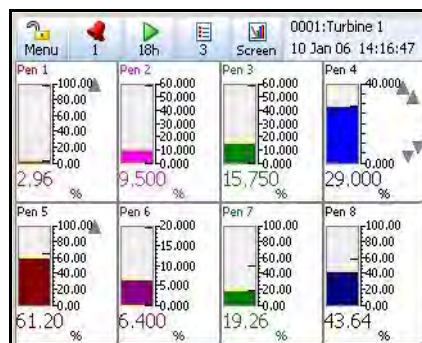 0001:Turbine 1
Menu 1 18h 3 Screen 10 Jan 06 14:16:47
Pen 1 Pen 2 Pen 3 Pen 4
100.00 60.000 60.000 40.000
80.00 50.000 50.000
60.00 40.000 40.000
40.00 30.000 30.000
20.00 20.000 20.000
10.000 10.000
0.00 0.000 0.000 0.000
2.96 9.500 15.750 29.000
% % % %
Pen 5 Pen 6 Pen 7 Pen 8
100.00 20.000 100.00 100.00
80.00 15.000 80.00 80.00
60.00 10.000 60.00 60.00
40.00 5.000 40.00 40.00
20.00 20.00 20.00
0.00 0.000 0.00 0.00
61.20 6.400 19.26 43.64
% % % %